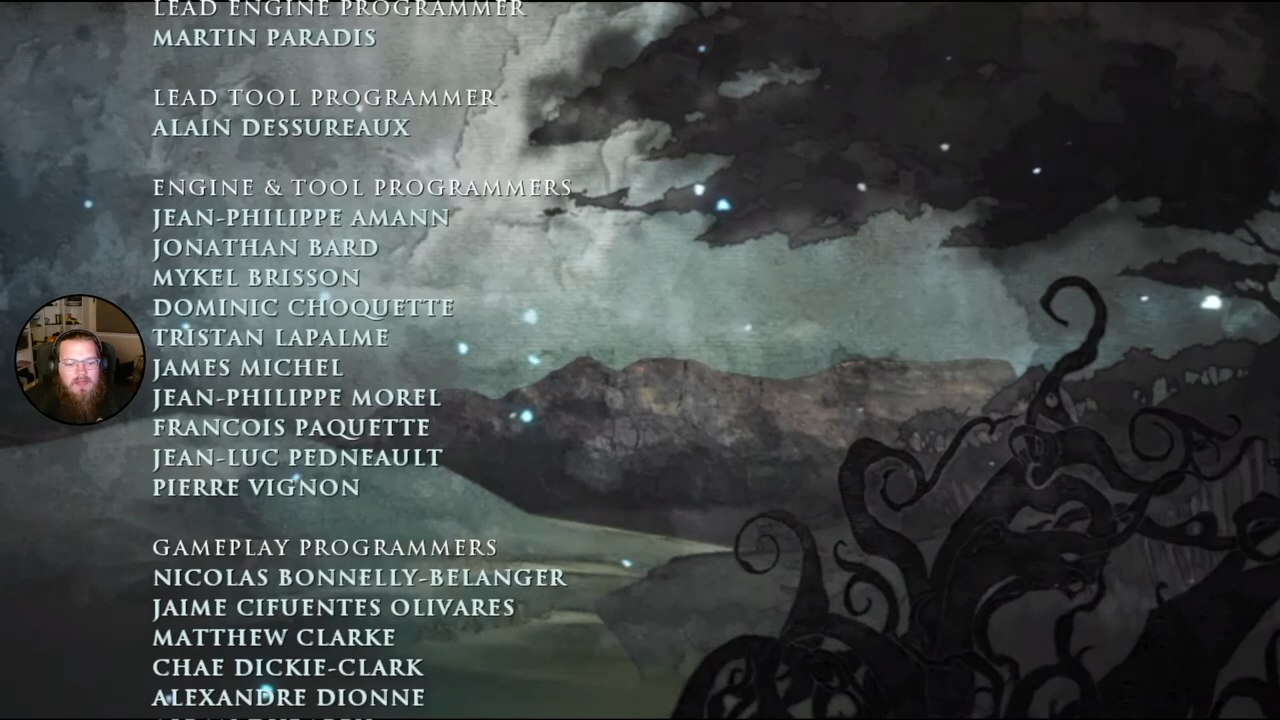 LEAD ENGINE PROGRAMMER
MARTIN PARADIS
LEAD TOOL PROGRAMMER
ALAIN DESSUREAUX
ENGINE & TOOL PROGRAMMERS
JEAN-PHILIPPE AMANN
JONATHAN BARD
MYKEL BRISSON
DOMINIC CHOQUETTE
TRISTAN LAPALME
JAMES MICHEL
JEAN-PHILIPPE MOREL
FRANCOIS PAQUETTE
JEAN-LUC PEDNEAULT
PIERRE VIGNON
GAMEPLAY PROGRAMMERS
NICOLAS BONNELLY-BELANGER
JAIME CIFUENTES OLIVARES
MATTHEW CLARKE
CHAE DICKIE-CLARK
ALEXANDRE DIONNE